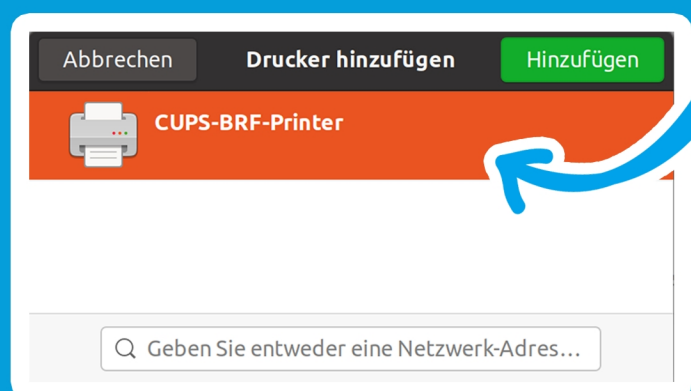 Abbrechen Drucker hinzufügen Hinzufügen
CUPS-BRF-Printer
Geben Sie entweder eine Netzwerk-Adres…